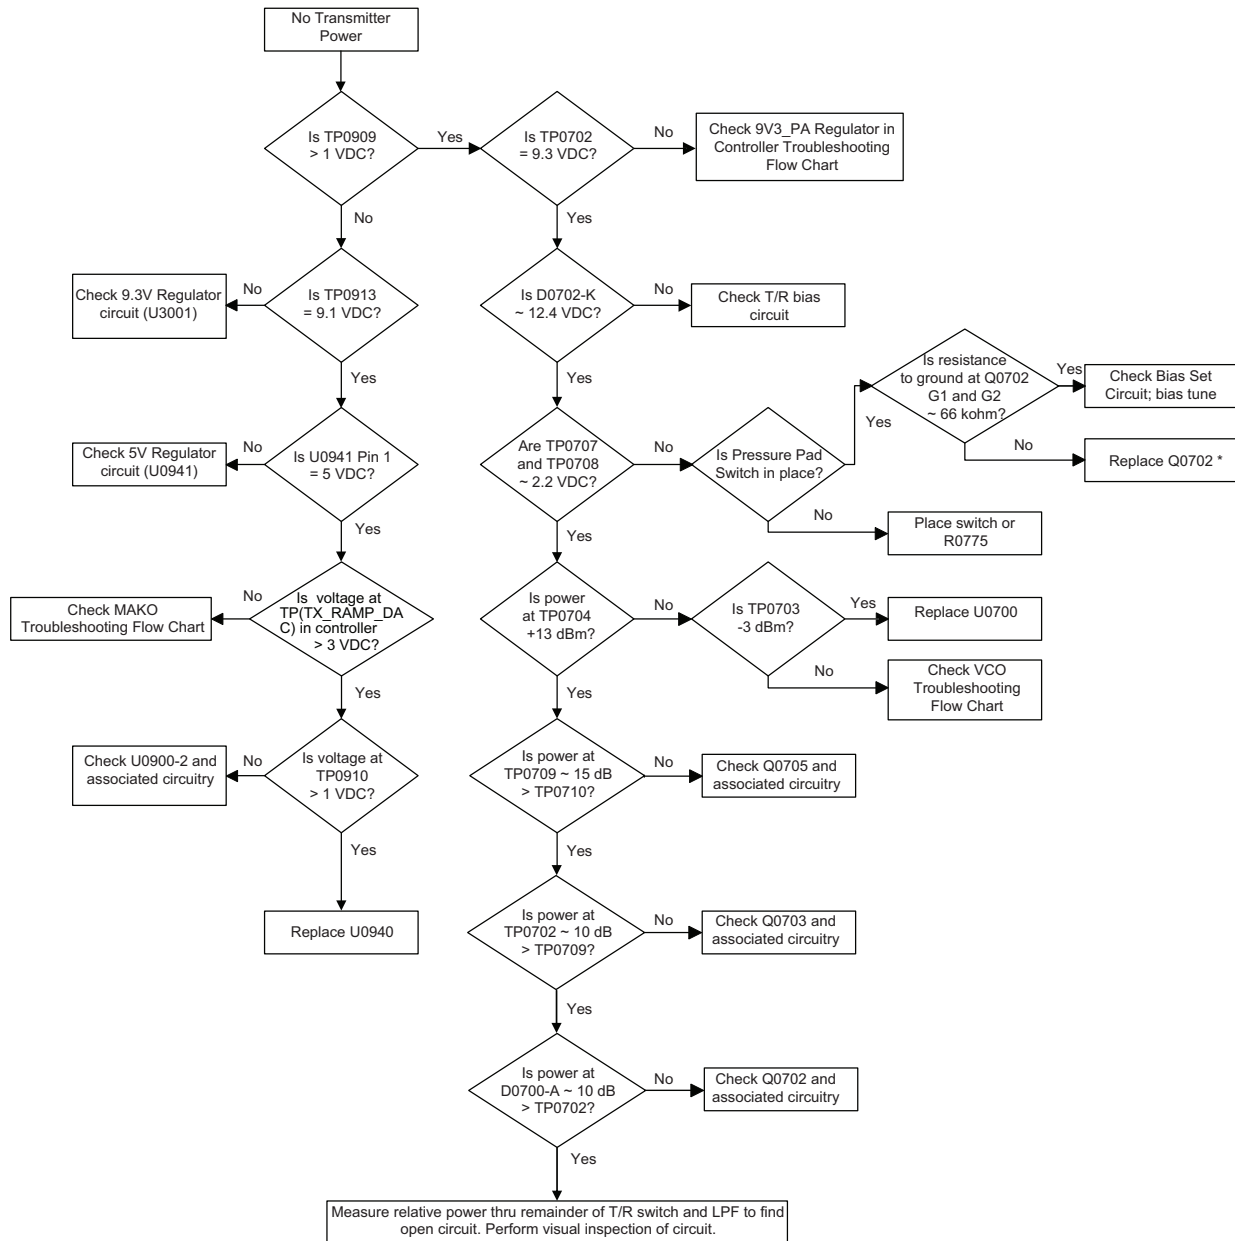 No Transmitter
Power
Is TP0909
> 1 VDC?
Yes
No
Is TP0702
= 9.3 VDC?
No
Yes
Check 9V3_PA Regulator in
Controller Troubleshooting
Flow Chart
Check 9.3V Regulator
circuit (U3001)
No
Is TP0913
= 9.1 VDC?
Yes
Is D0702-K
~ 12.4 VDC?
No
Yes
Check T/R bias
circuit
Is resistance
to ground at Q0702
G1 and G2
~ 66 kohm?
Yes
Check Bias Set
Circuit; bias tune
No
Replace Q0702 *
Check 5V Regulator
circuit (U0941)
No
Is U0941 Pin 1
= 5 VDC?
Yes
Are TP0707
and TP0708
~ 2.2 VDC?
No
Yes
Is Pressure Pad
Switch in place?
Yes
No
Place switch or
R0775
Check MAKO
Troubleshooting Flow Chart
No
Is voltage at
TP(TX_RAMP_DA
C) in controller
> 3 VDC?
Yes
Is power
at TP0704
+13 dBm?
No
Yes
Is TP0703
-3 dBm?
Yes
Replace U0700
No
Check VCO
Troubleshooting
Flow Chart
Check U0900-2 and
associated circuitry
No
Is voltage at
TP0910
> 1 VDC?
Yes
Replace U0940
Is power at
TP0709 ~ 15 dB
> TP0710?
No
Yes
Check Q0705 and
associated circuitry
Is power at
TP0702 ~ 10 dB
> TP0709?
No
Yes
Check Q0703 and
associated circuitry
Is power at
D0700-A ~ 10 dB
> TP0702?
No
Yes
Check Q0702 and
associated circuitry
Measure relative power thru remainder of T/R switch and LPF to find
open circuit. Perform visual inspection of circuit.